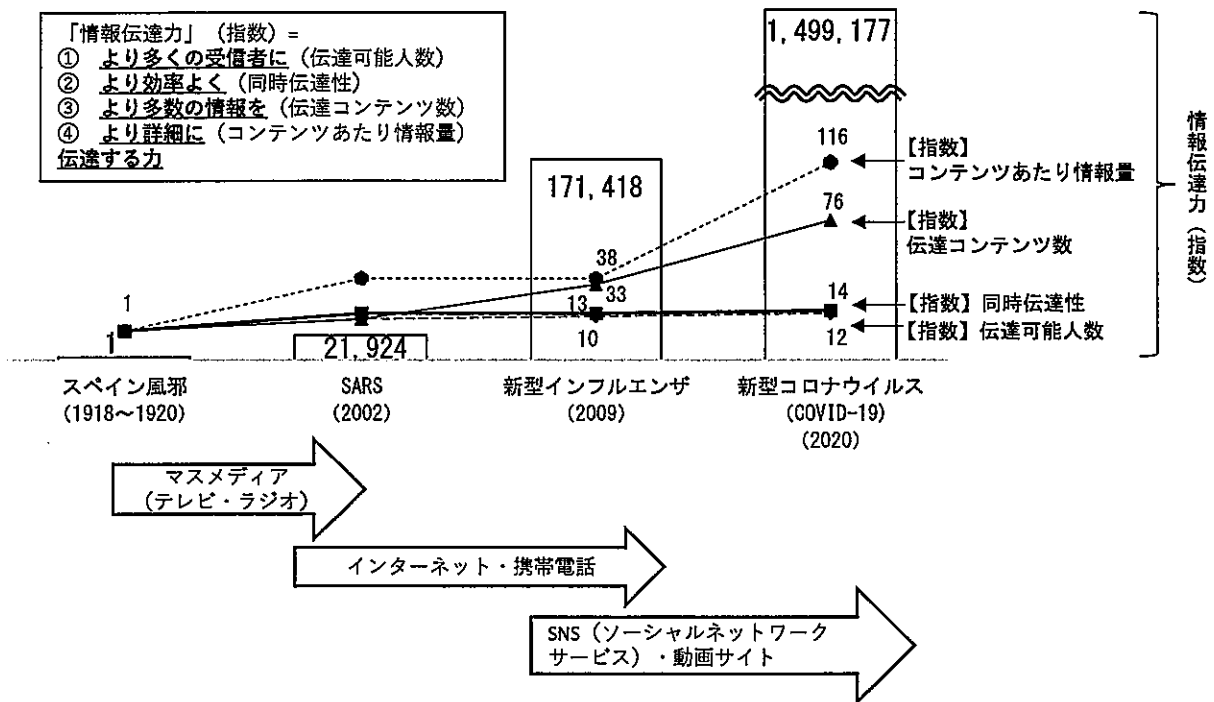 「情報伝達力」（指数）=
① より多くの受信者に（伝達可能人数）
② より効率よく（同時伝達性）
③ より多数の情報を（伝達コンテンツ数）
④ より詳細に（コンテンツあたり情報量）
伝達する力
1,499,177
171,418
21,924
1
1
38
33
13
10
116
76
14
12
【指数】
コンテンツあたり情報量
【指数】
伝達コンテンツ数
【指数】同時伝達性
【指数】伝達可能人数
情報伝達力（指数）
スペイン風邪
(1918～1920)
SARS
(2002)
新型インフルエンザ
(2009)
新型コロナウイルス
(COVID-19)
(2020)
マスメディア
(テレビ・ラジオ)
インターネット・携帯電話
SNS（ソーシャルネットワーク
サービス）・動画サイト